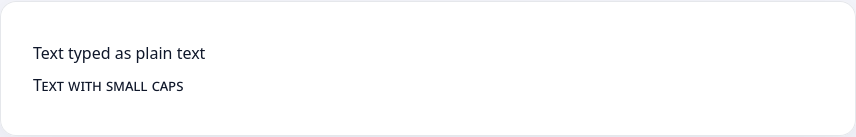 Text typed as plain text
Text with small caps